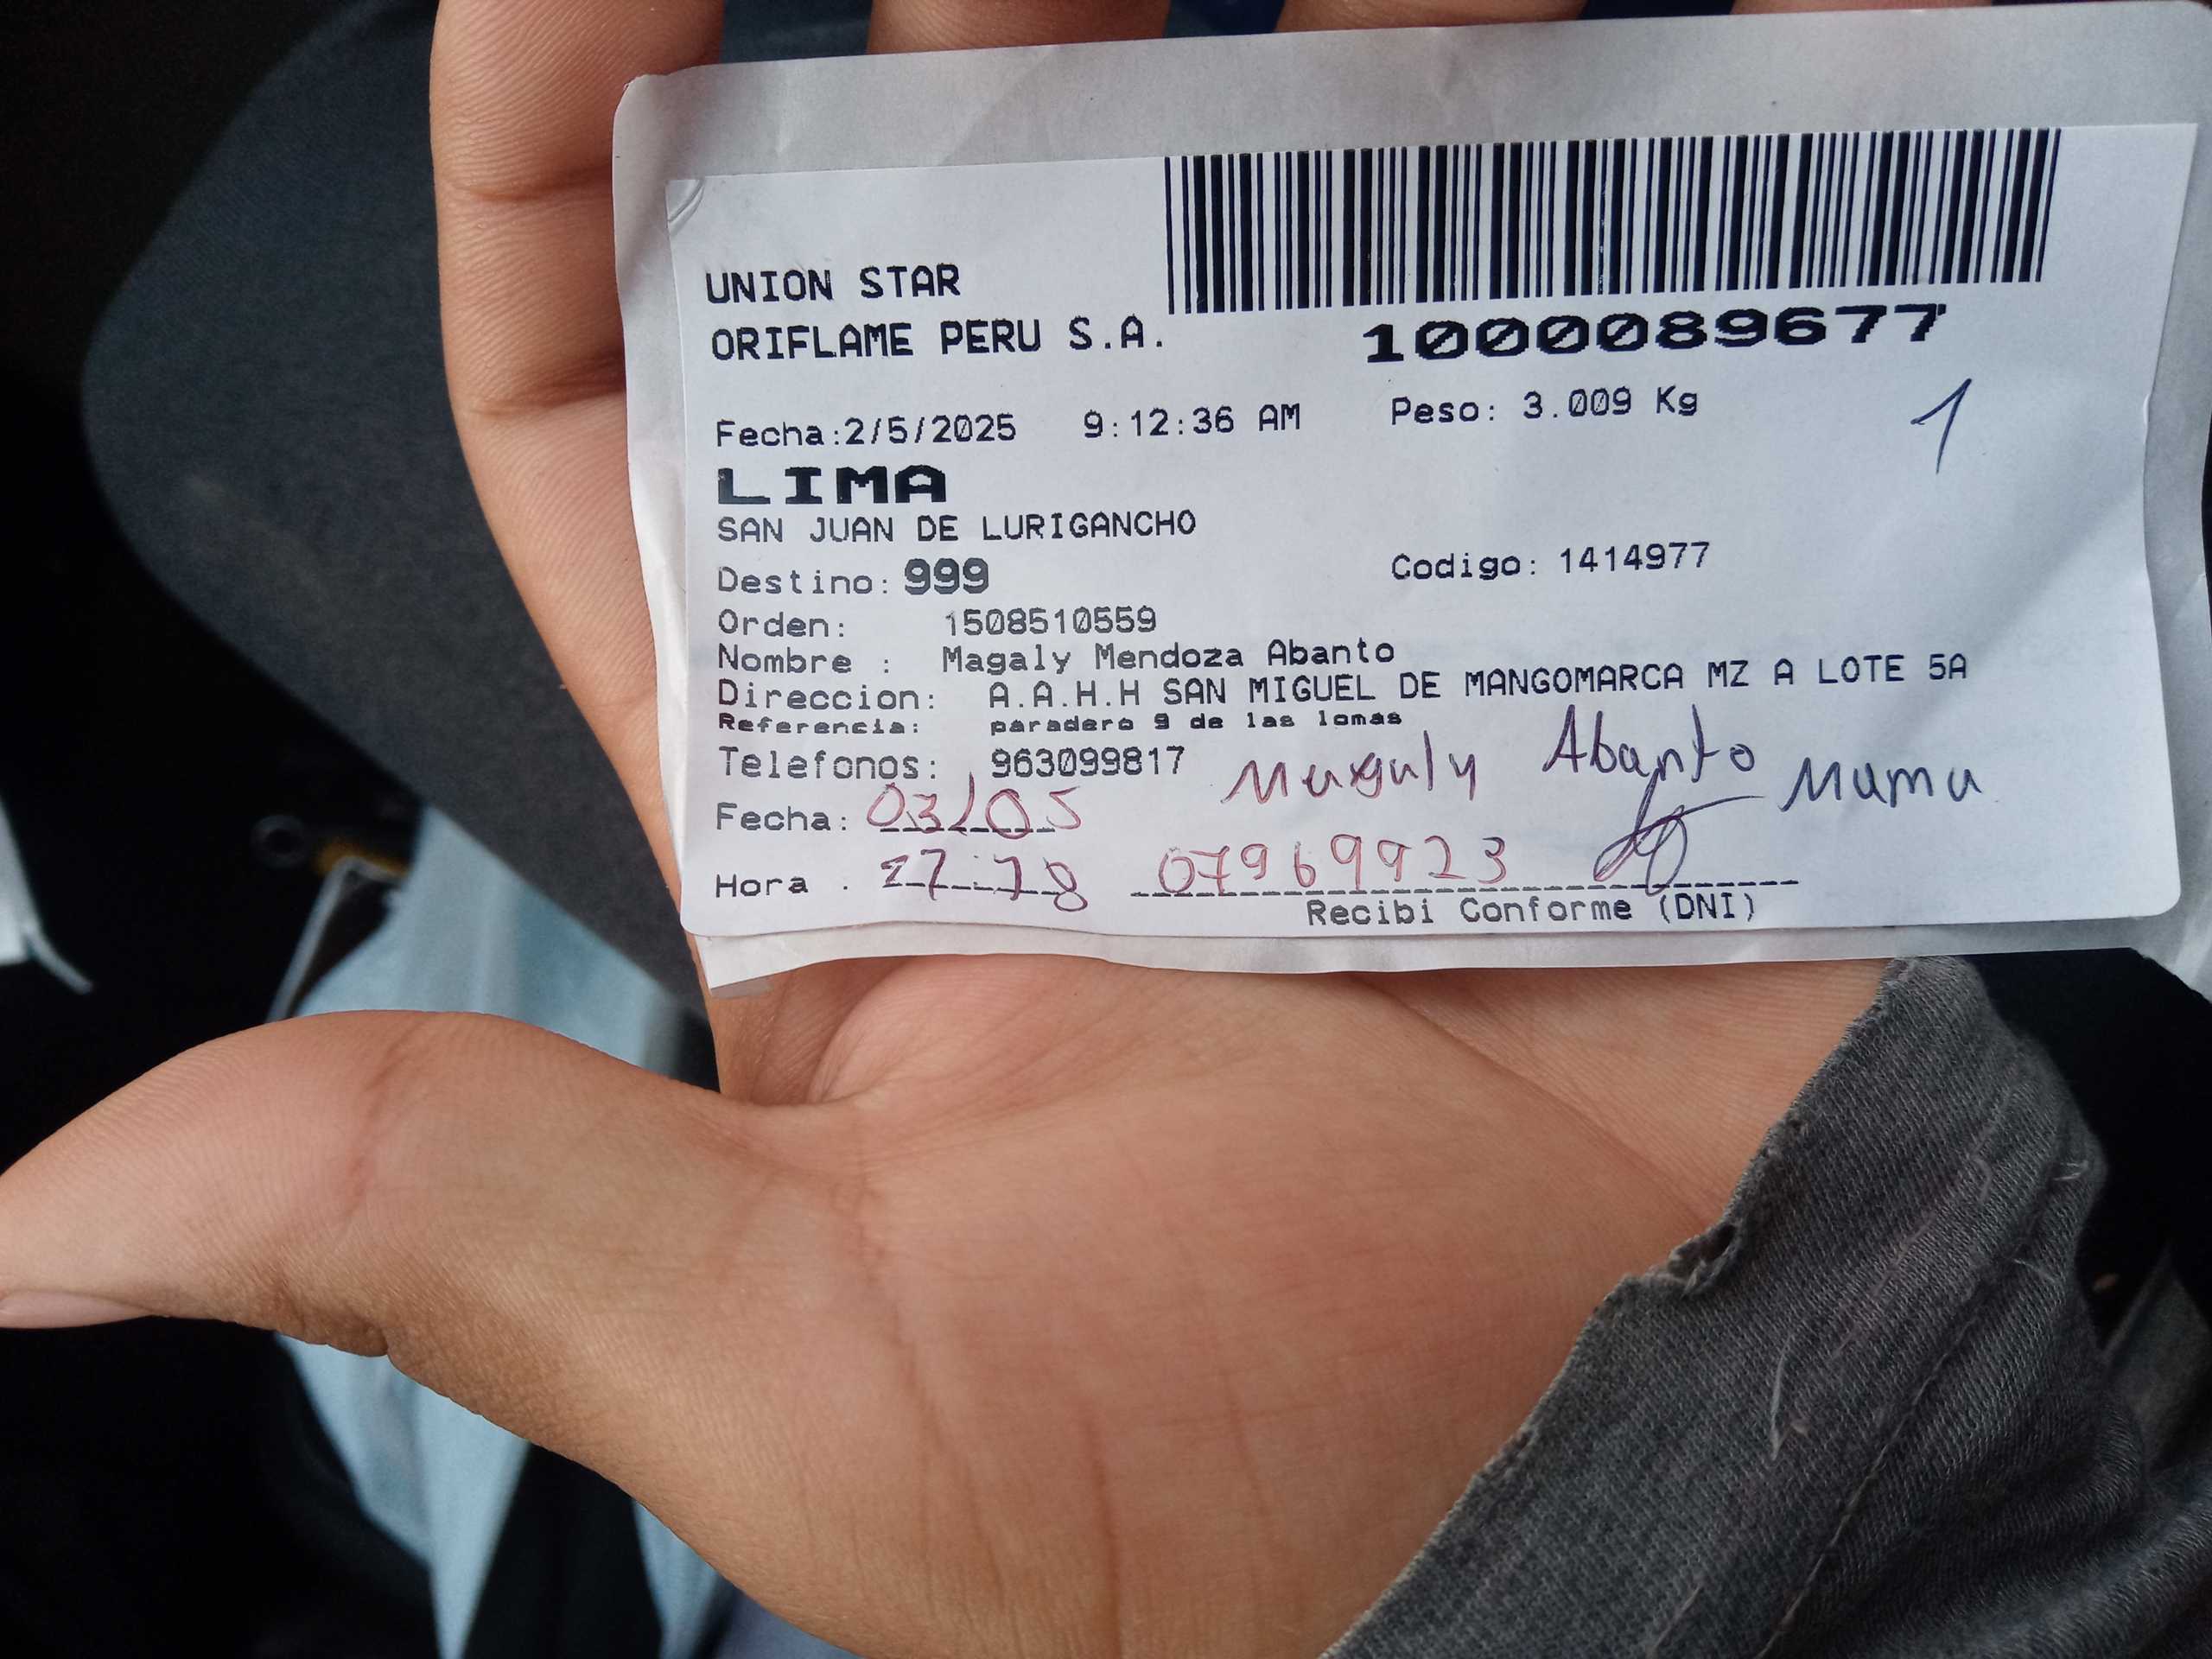 UNION STAR
ORIFLAME PERU S.A.
1000089677
Fecha:2/5/2025 9:12:36 AM Peso: 3.009 Kg
1
LIMA
SAN JUAN DE LURIGANCHO
Destino: 999 Codigo: 1414977
Orden: 1508510559
Nombre : Magaly Mendoza Abanto
Direccion: A.A.H.H SAN MIGUEL DE MANGOMARCA MZ A LOTE 5A
Referencia: paradero 9 de las lomas
Telefonos: 963099817 Magaly Abanto Mama
Fecha: 03/05
Hora . 07969923
Recibi Conforme (DNI)